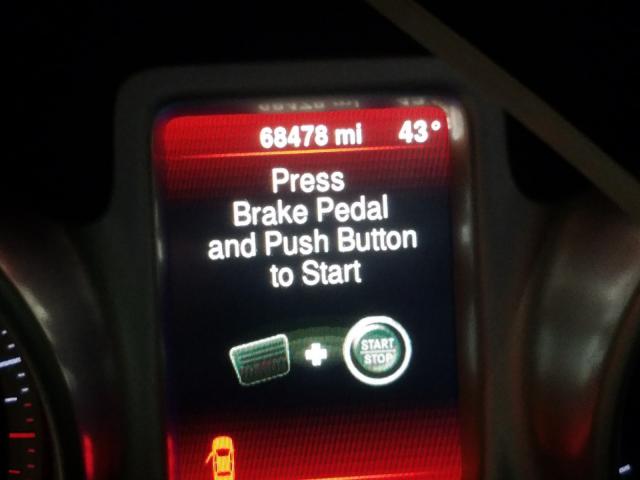 68478 mi 43°
Press
Brake Pedal
and Push Button
to Start
START
STOP